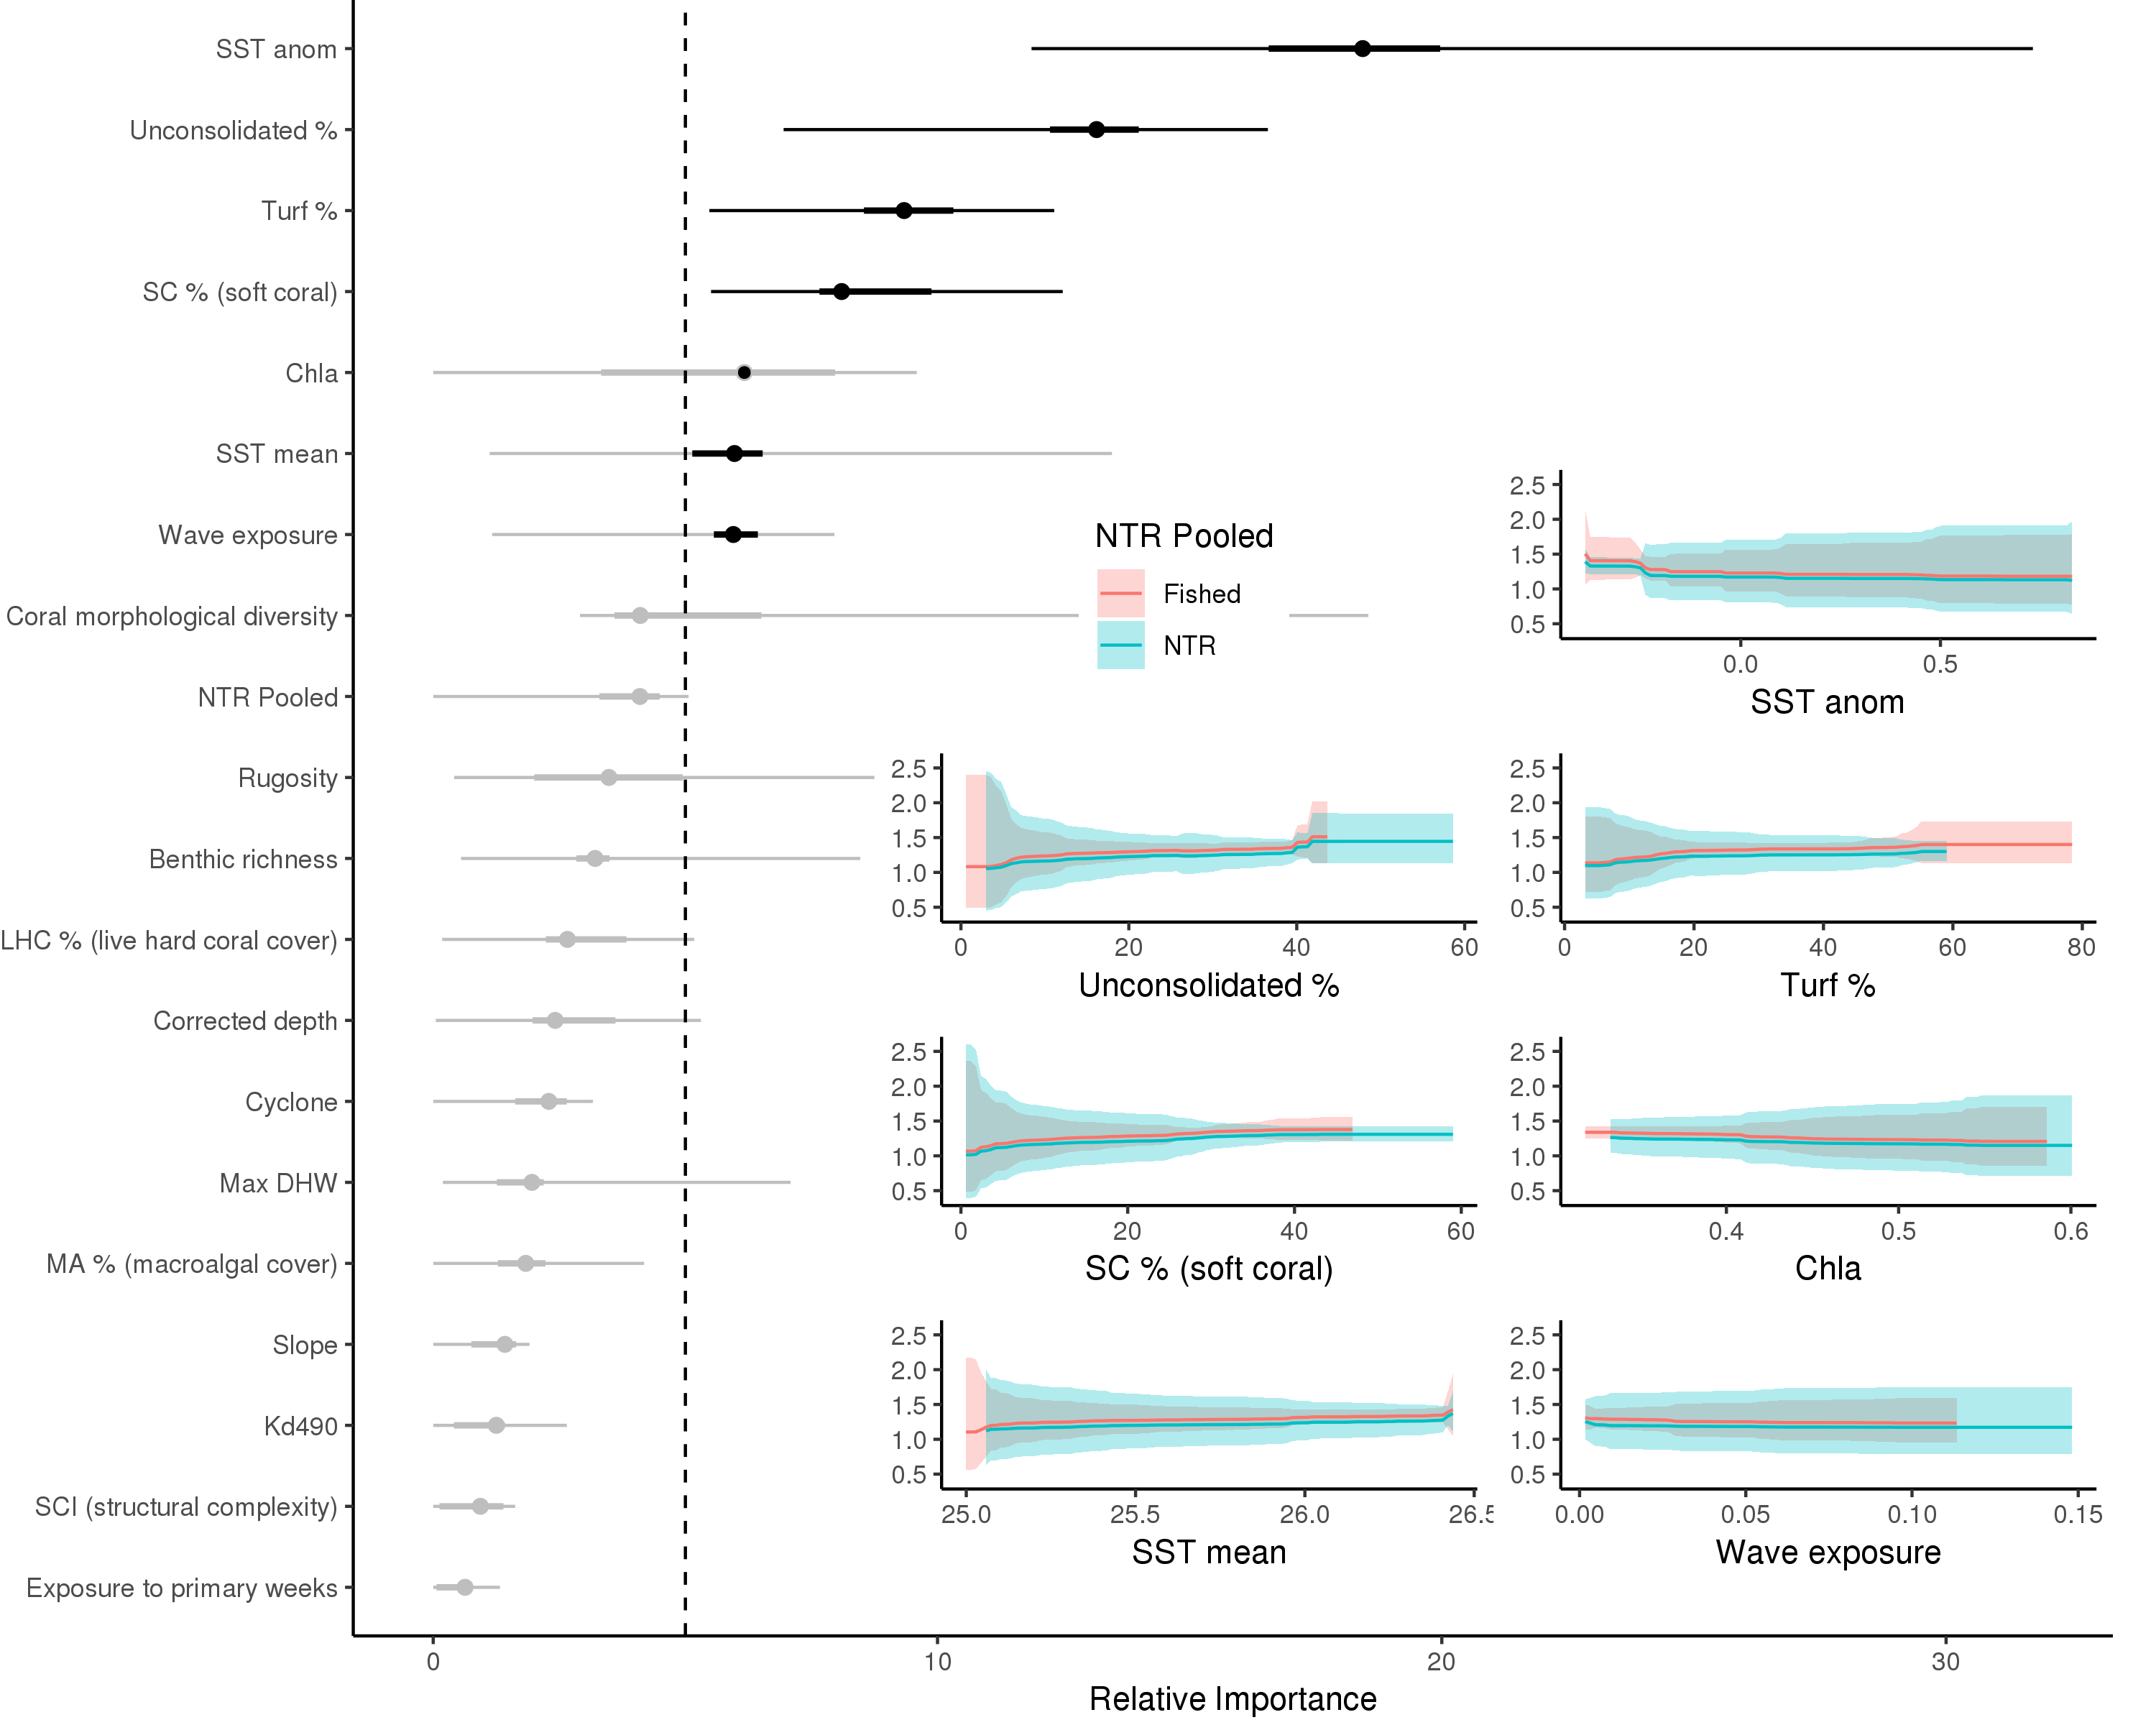 SST anom
Unconsolidated %
Turf %
SC % (soft coral)
Chla
SST mean
Wave exposure
Coral morphological diversity
NTR Pooled
Rugosity
Benthic richness
LHC % (live hard coral cover)
Corrected depth
Cyclone
Max DHW
MA % (macroalgal cover)
Slope
Kd490
SCI (structural complexity)
Exposure to primary weeks
0 10 20 30
Relative Importance
NTR Pooled
Fished
NTR
2.5
2.0
1.5
1.0
0.5
0.0 0.5
SST anom
2.5
2.0
1.5
1.0
0.5
0 20 40 60
Unconsolidated %
2.5
2.0
1.5
1.0
0.5
0 20 40 60 80
Turf %
2.5
2.0
1.5
1.0
0.5
0 20 40 60
SC % (soft coral)
2.5
2.0
1.5
1.0
0.5
0.4 0.5 0.6
Chla
2.5
2.0
1.5
1.0
0.5
25.0 25.5 26.0 26.5
SST mean
2.5
2.0
1.5
1.0
0.5
0.00 0.05 0.10 0.15
Wave exposure